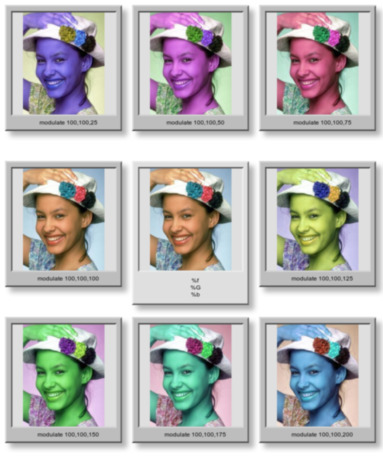 modulate 100,100,25
modulate 100,100,50
modulate 100,100,75
modulate 100,100,100
%f
%G
%b
modulate 100,100,125
modulate 100,100,150
modulate 100,100,175
modulate 100,100,200